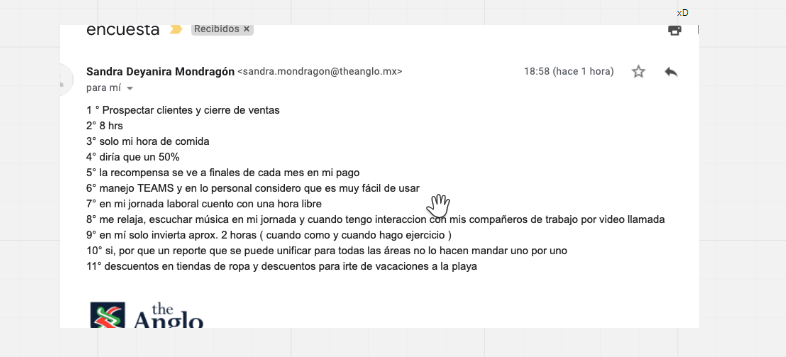 xD
encuesta
Recibidos ×
Sandra Deyanira Mondragón <sandra.mondragon@theanglo.mx>
18:58 (hace 1 hora)
para mí
1 ° Prospectar clientes y cierre de ventas
2° 8 hrs
3° solo mi hora de comida
4° diría que un 50%
5° la recompensa se ve a finales de cada mes en mi pago
6° manejo TEAMS y en lo personal considero que es muy fácil de usar
7° en mi jornada laboral cuento con una hora libre
8° me relaja, escuchar música en mi jornada y cuando tengo interaccion con mis compañeros de trabajo por video llamada
9° en mí solo invierta aprox. 2 horas ( cuando como y cuando hago ejercicio )
10° si, por que un reporte que se puede unificar para todas las áreas no lo hacen mandar uno por uno
11° descuentos en tiendas de ropa y descuentos para irte de vacaciones a la playa
the
Anglo